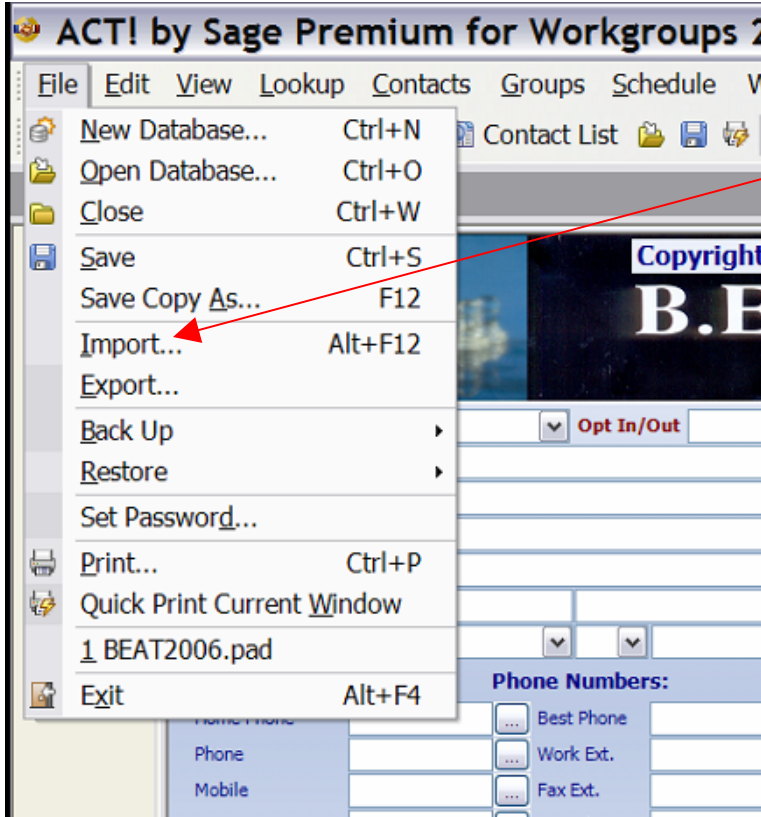 ACT! by Sage Premium for Workgroups 2
File Edit View Lookup Contacts Groups Schedule
New Database... Ctrl+N
Contact List
Open Database... Ctrl+O
Close Ctrl+W
Save Ctrl+S
Copyright
Save Copy As... F12
B.
Import... Alt+F12
Export...
Back Up
Opt In/Out
Restore
Set Password...
Print... Ctrl+P
Quick Print Current Window
1 BEAT2006.pad
Phone Numbers:
Exit Alt+F4
Home Phone
Best Phone
Phone
Work Ext.
Mobile
Fax Ext.